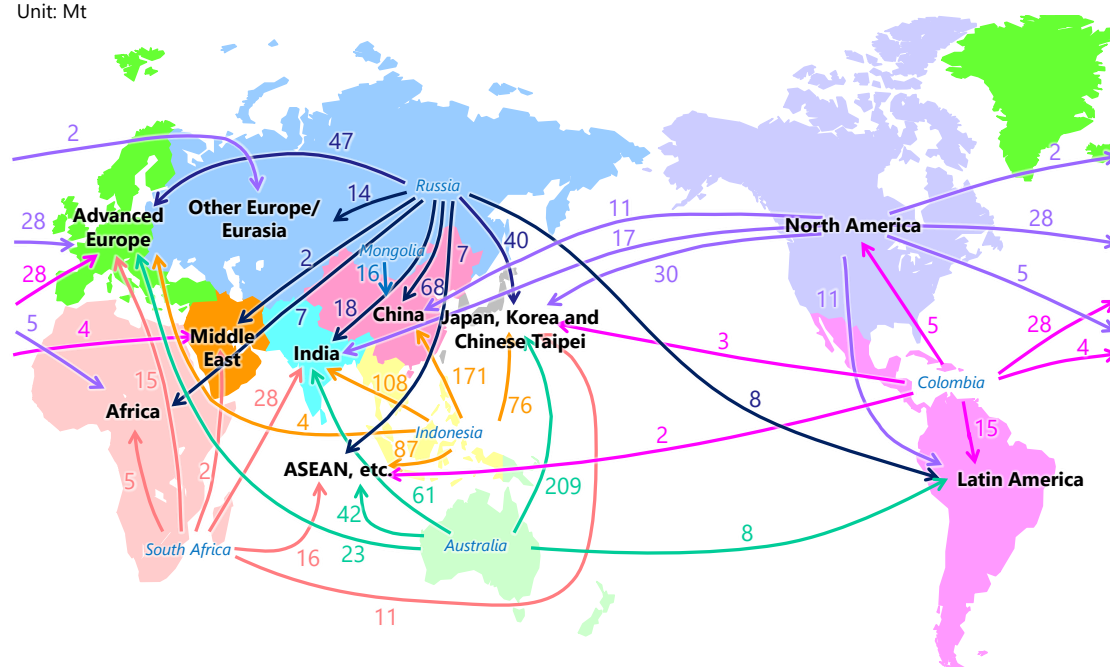 Unit: Mt
2
47
2
Russia
14
Advanced
Europe
Other Europe/
Eurasia
28
11
North America
28
17
40
7
Mongolia
2
16
28
30
5
68
11
18
7
China
Japan, Korea and
Chinese Taipei
5
4
Middle
East
India
5
28
3
4
15
108
171
Colombia
Africa
28
76
8
4
Indonesia
2
15
87
ASEAN, etc.
5
2
Latin America
61
209
42
South Africa
16
23
Australia
8
11